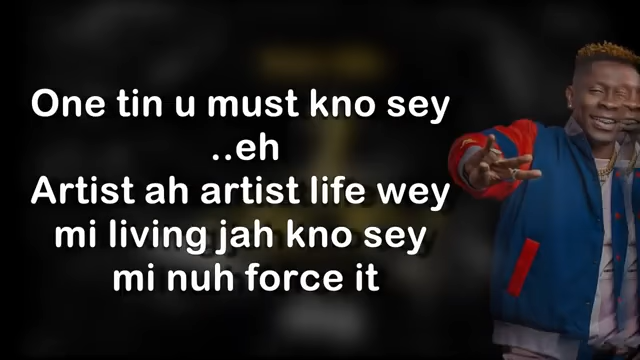 One tin u must kno sey
..eh
Artist ah artist life wey
mi living jah kno sey
mi nuh force it